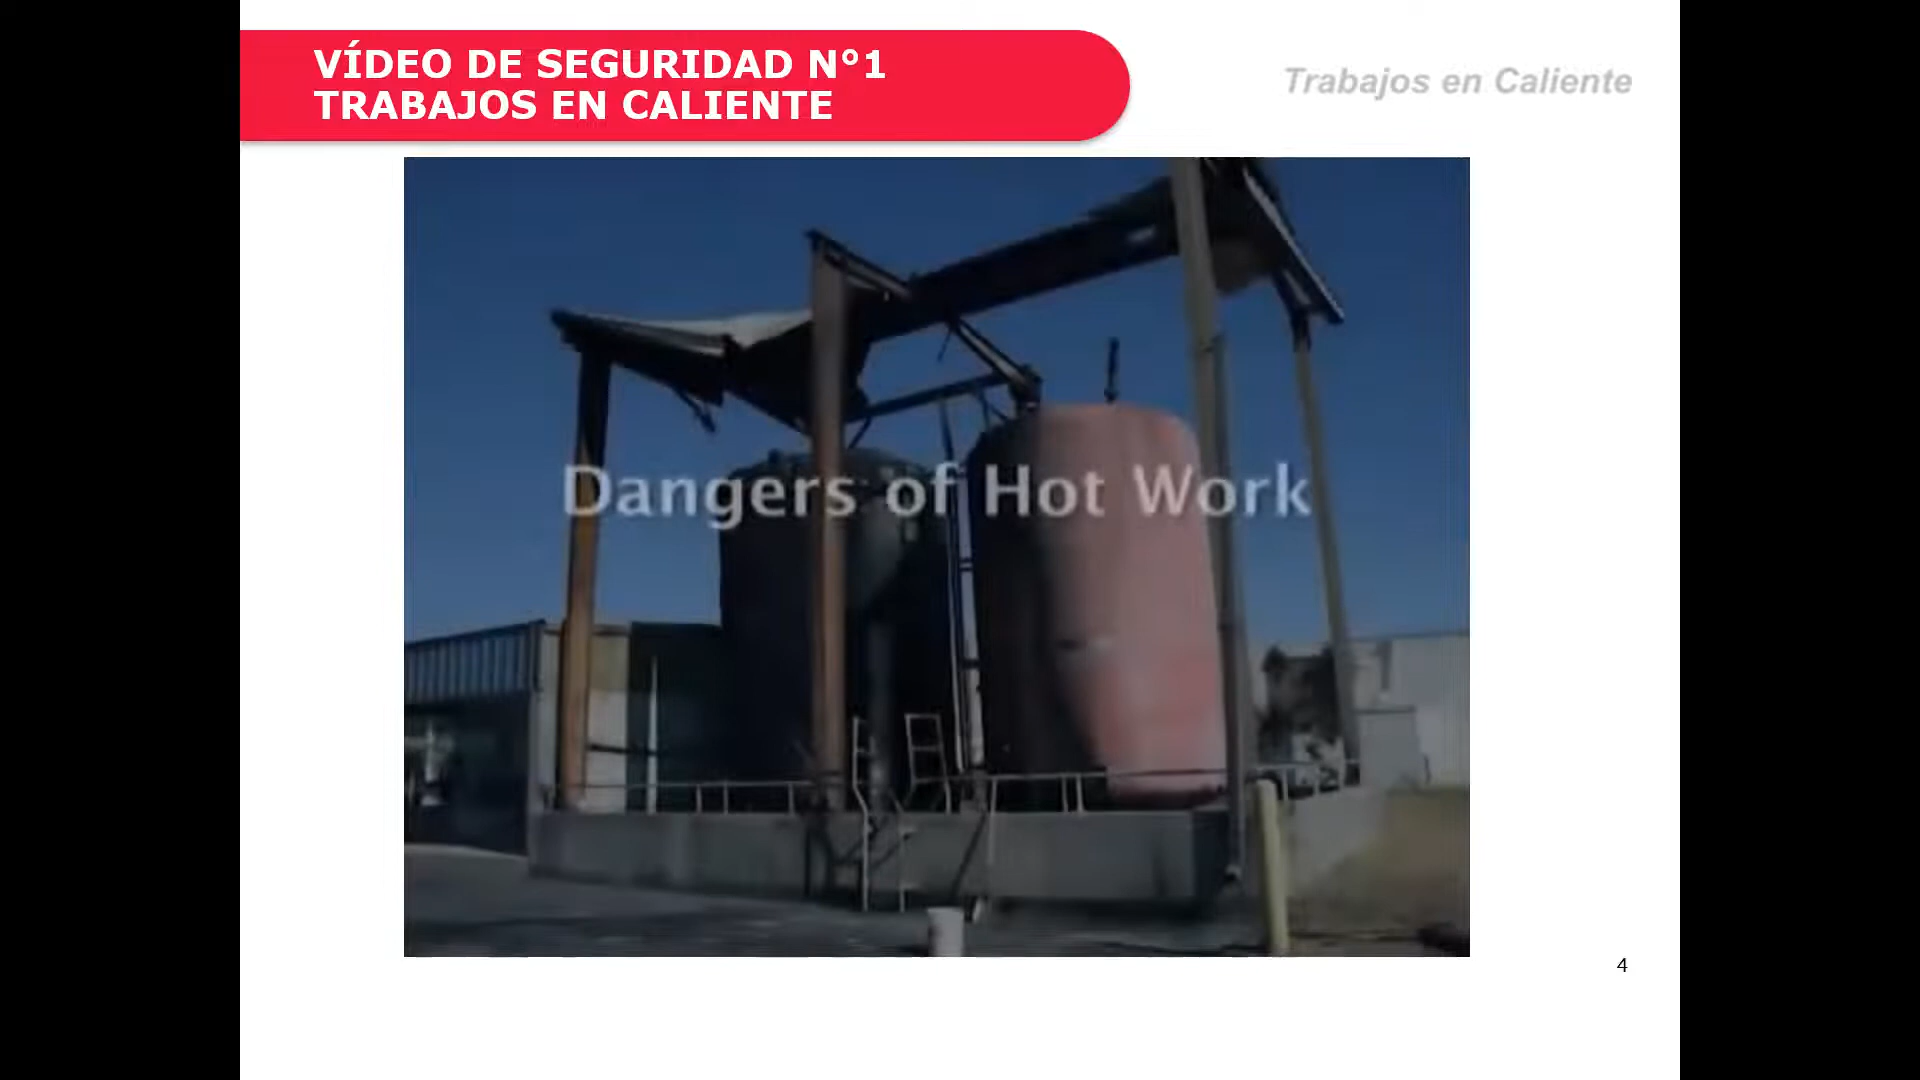 VÍDEO DE SEGURIDAD N°1
TRABAJOS EN CALIENTE
Trabajos en Caliente
Dangers of Hot Work
4